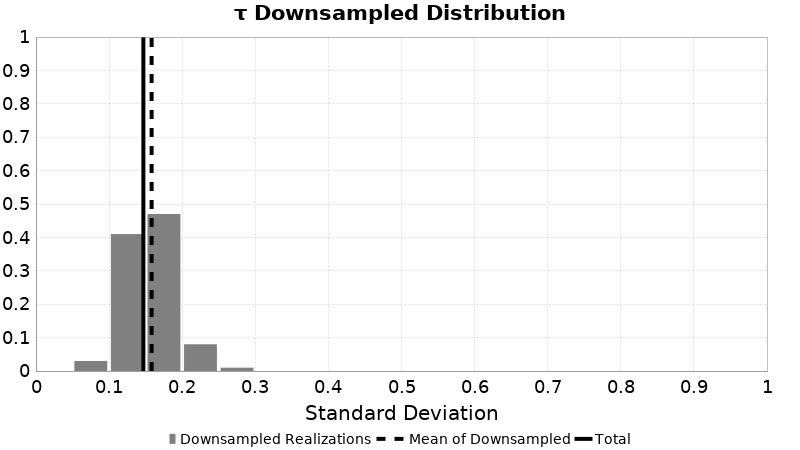 τ Downsampled Distribution
1
0.9
0.8
0.7
0.6
0.5
0.4
0.3
0.2
0.1
0
0 0.1 0.2 0.3 0.4 0.5 0.6 0.7 0.8 0.9 1
Standard Deviation
Downsampled Realizations Mean of Downsampled Total